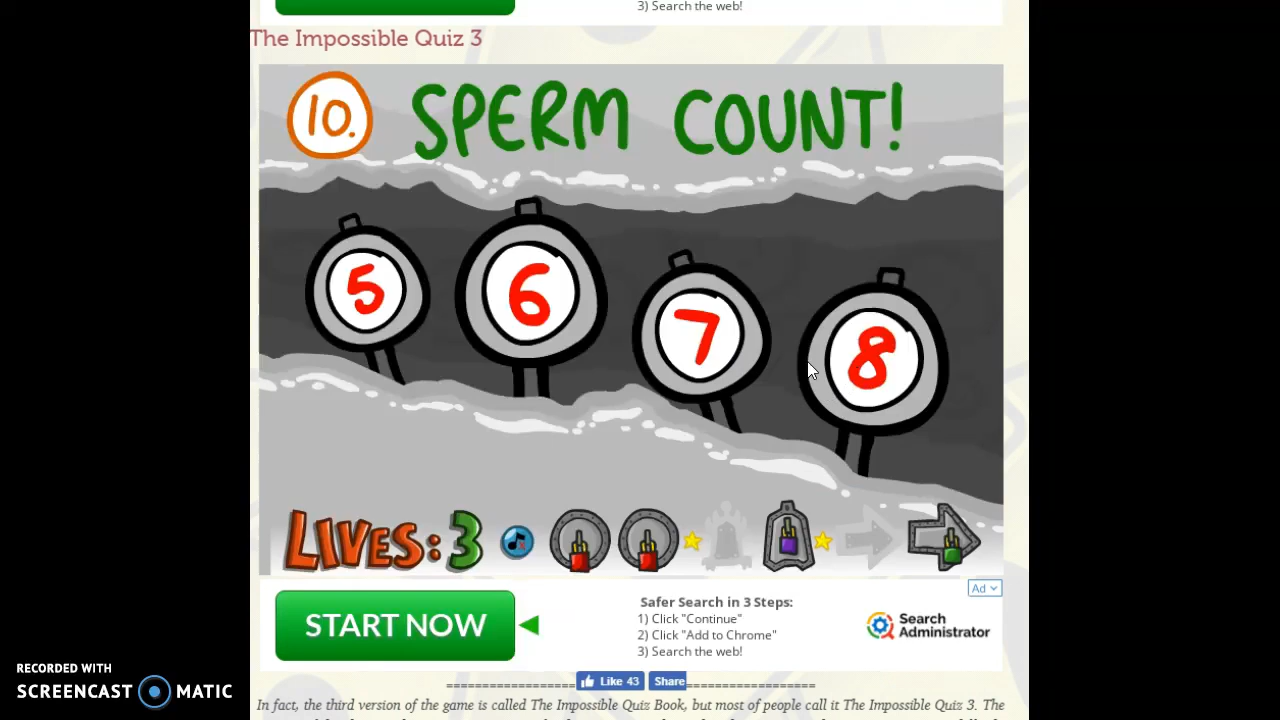 3) Search the web!
The Impossible Quiz 3
10. SPERM COUNT!
5 6 7 8
LIVES: 3
Ad
START NOW
Safer Search in 3 Steps:
1) Click "Continue"
2) Click "Add to Chrome"
3) Search the web!
Search
Administrator
RECORDED WITH
SCREENCAST MATIC
================== Like 43 Share ==================
In fact, the third version of the game is called The Impossible Quiz Book, but most of people call it The Impossible Quiz 3. The